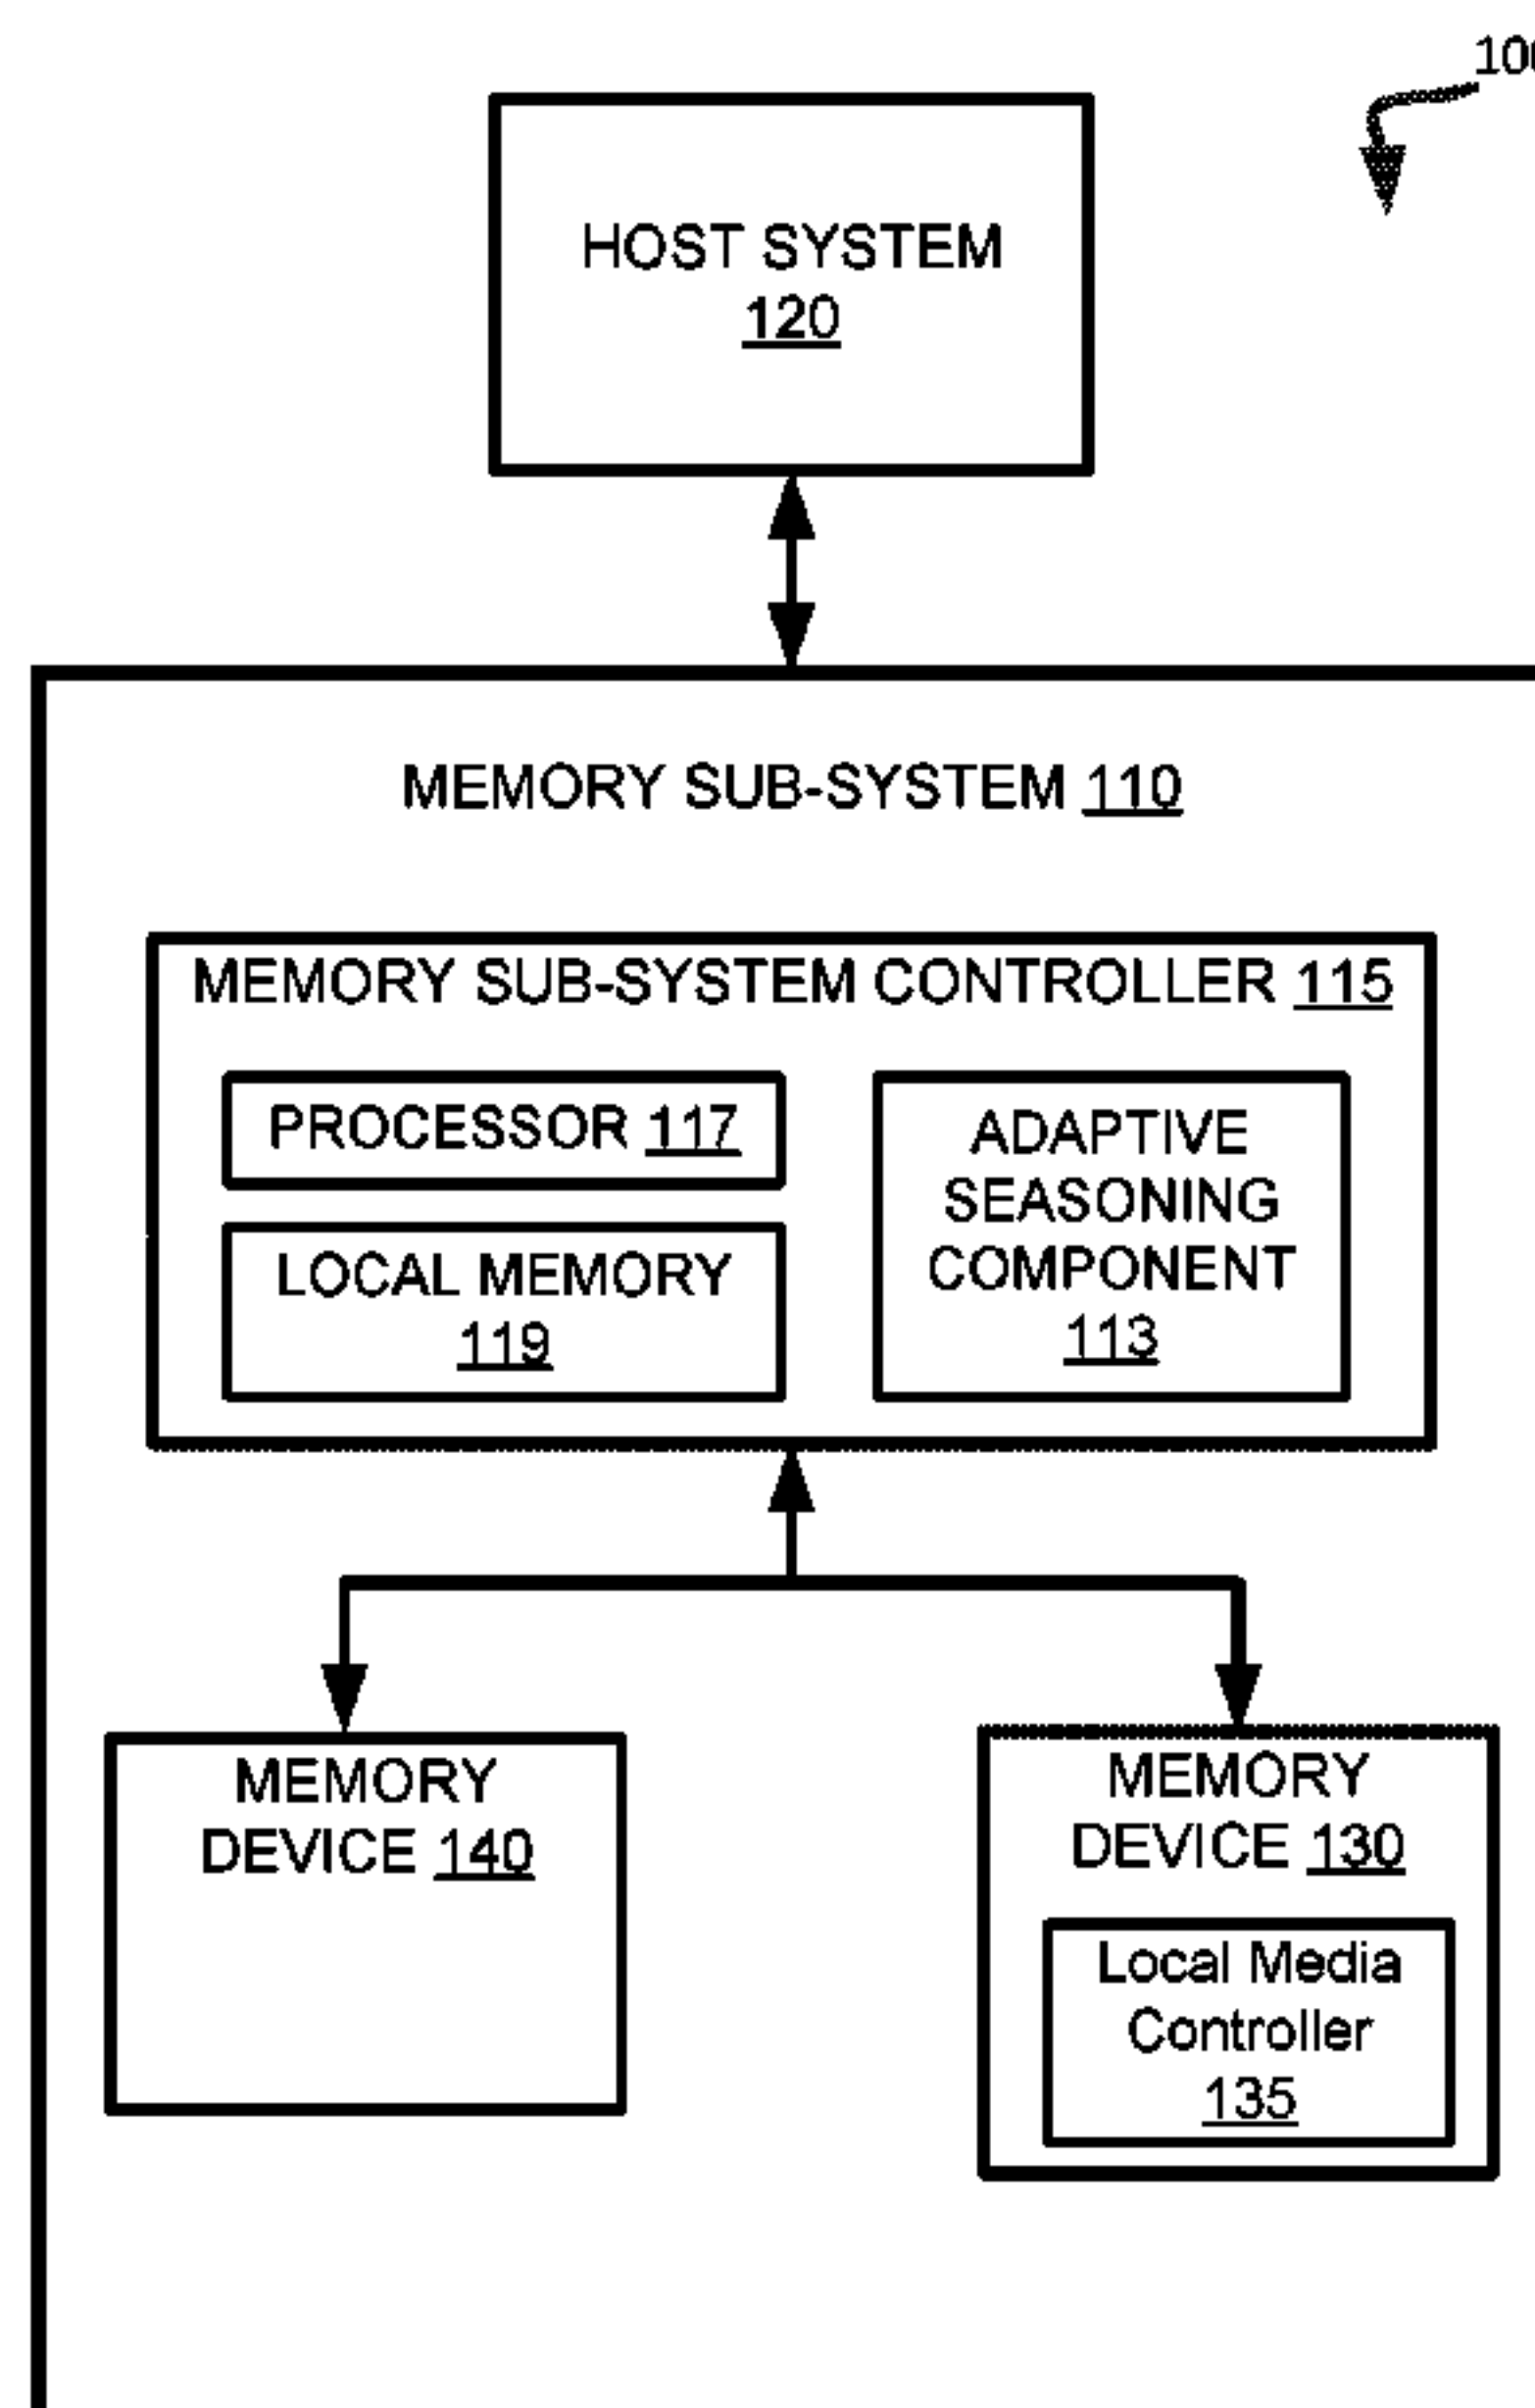 100
HOST SYSTEM
120
MEMORY SUB-SYSTEM 110
MEMORY SUB-SYSTEM CONTROLLER 115
PROCESSOR 117
LOCAL MEMORY
119
ADAPTIVE
SEASONING
COMPONENT
113
MEMORY
DEVICE 140
MEMORY
DEVICE 130
Local Media
Controller
135